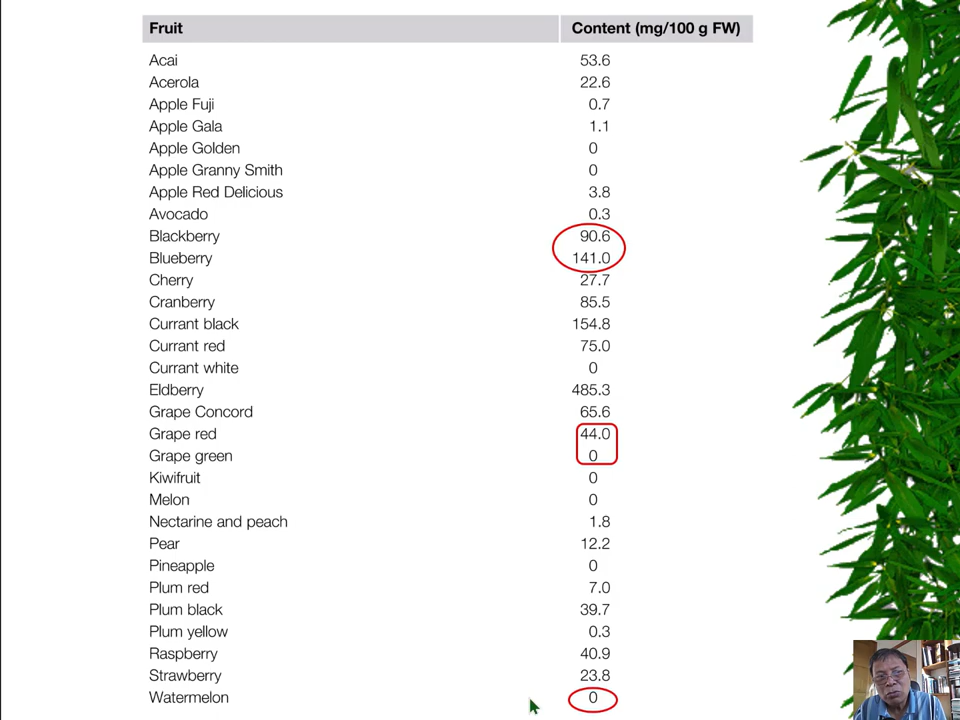 Fruit Content (mg/100 g FW)
Acai 53.6
Acerola 22.6
Apple Fuji 0.7
Apple Gala 1.1
Apple Golden 0
Apple Granny Smith 0
Apple Red Delicious 3.8
Avocado 0.3
Blackberry 90.6
Blueberry 141.0
Cherry 27.7
Cranberry 85.5
Currant black 154.8
Currant red 75.0
Currant white 0
Eldberry 485.3
Grape Concord 65.6
Grape red 44.0
Grape green 0
Kiwifruit 0
Melon 0
Nectarine and peach 1.8
Pear 12.2
Pineapple 0
Plum red 7.0
Plum black 39.7
Plum yellow 0.3
Raspberry 40.9
Strawberry 23.8
Watermelon 0